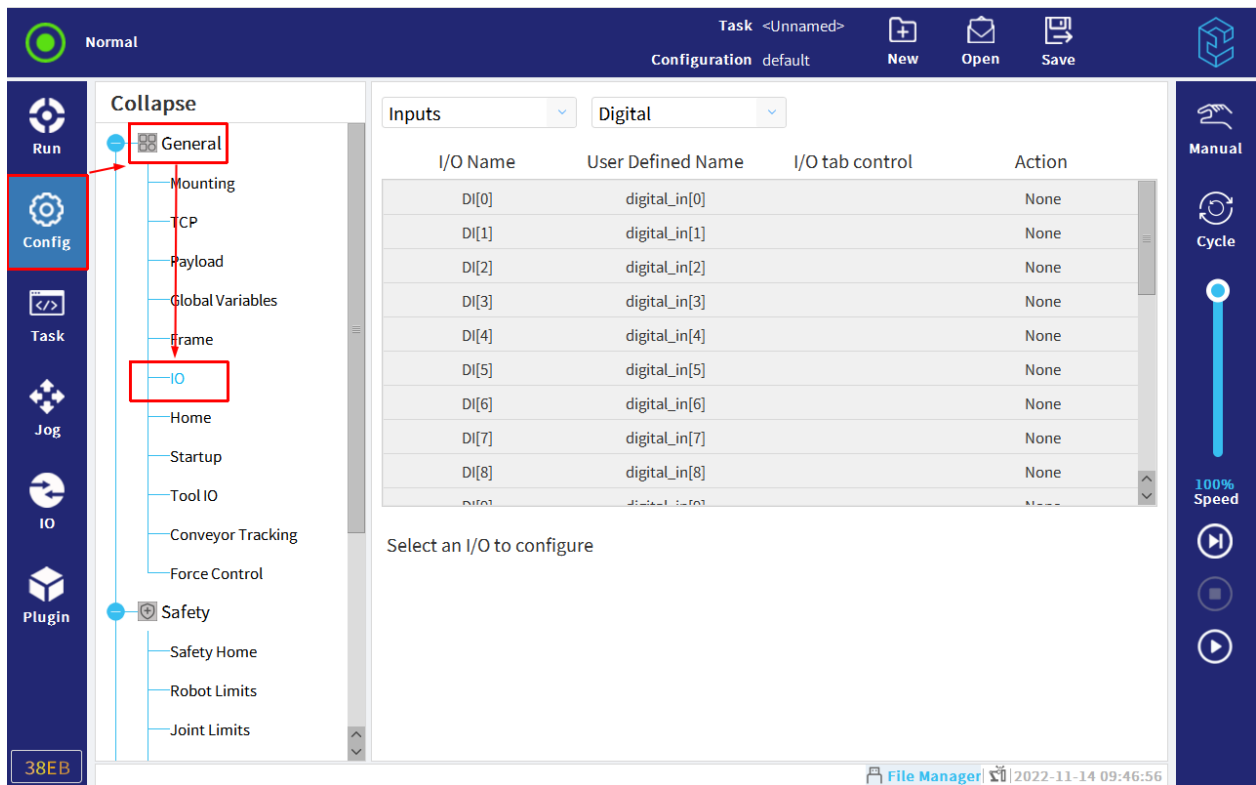 Normal
Task <Unnamed>
Configuration default
New
Open
Save
Run
Config
Task
Jog
IO
Plugin
38EB
Collapse
General
Mounting
TCP
Payload
Global Variables
Frame
IO
Home
Startup
Tool IO
Conveyor Tracking
Force Control
Safety
Safety Home
Robot Limits
Joint Limits
Inputs Digital
I/O Name User Defined Name I/O tab control Action
DI[0] digital_in[0] None
DI[1] digital_in[1] None
DI[2] digital_in[2] None
DI[3] digital_in[3] None
DI[4] digital_in[4] None
DI[5] digital_in[5] None
DI[6] digital_in[6] None
DI[7] digital_in[7] None
DI[8] digital_in[8] None
DI[9] digital_in[9] None
Select an I/O to configure
File Manager 2022-11-14 09:46:56
Manual
Cycle
100%
Speed